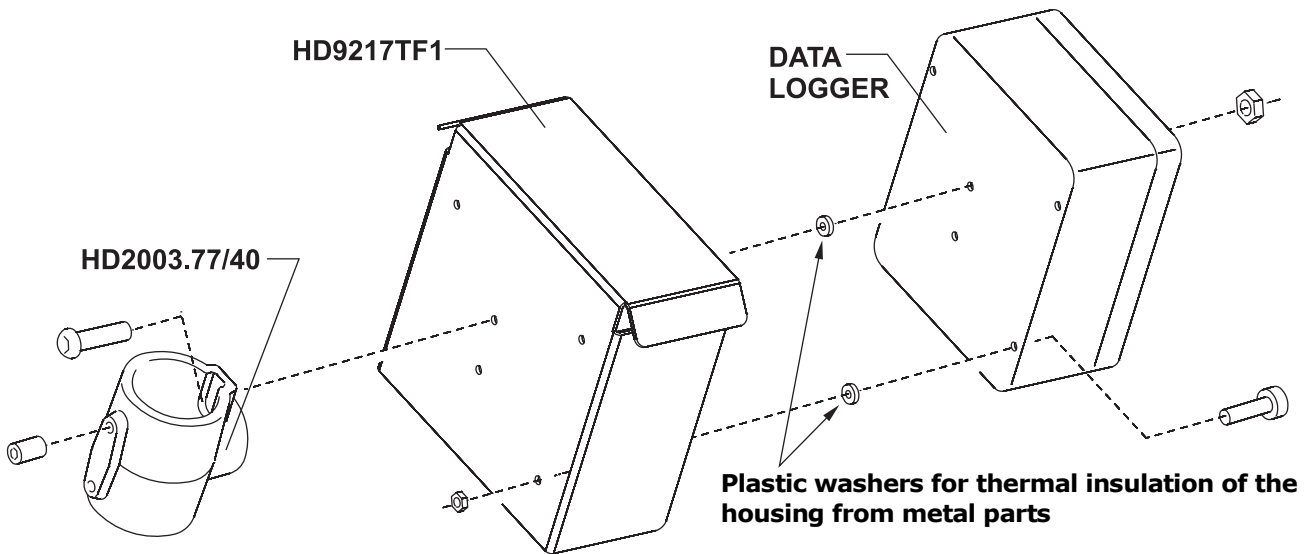 HD9217TF1
DATA
LOGGER
HD2003.77/40
Plastic washers for thermal insulation of the
housing from metal parts